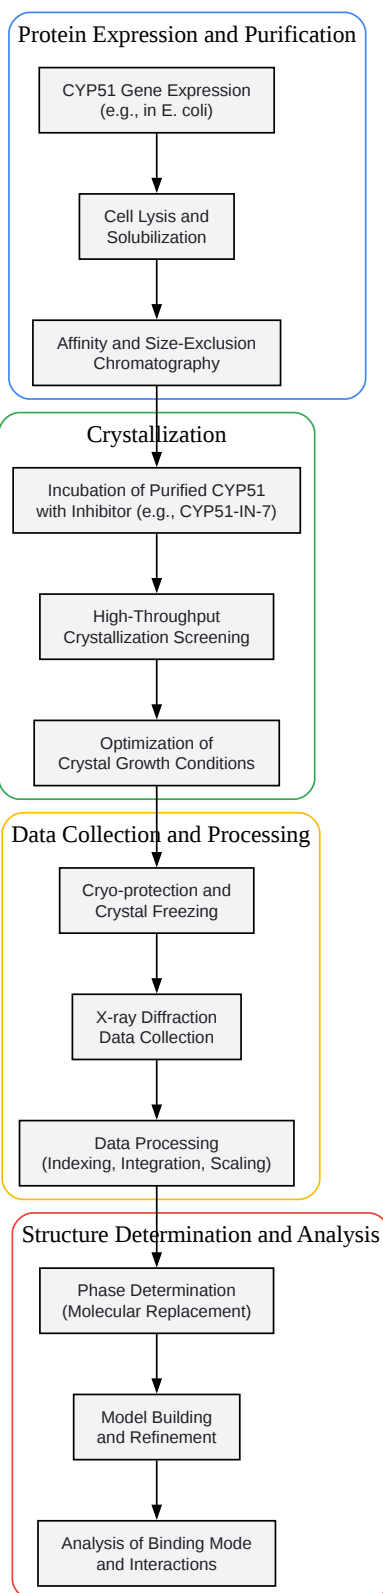 Protein Expression and Purification
CYP51 Gene Expression
(e.g., in E. coli)
Cell Lysis and
Solubilization
Affinity and Size-Exclusion
Chromatography
Crystallization
Incubation of Purified CYP51
with Inhibitor (e.g., CYP51-IN-7)
High-Throughput
Crystallization Screening
Optimization of
Crystal Growth Conditions
Data Collection and Processing
Cryo-protection and
Crystal Freezing
X-ray Diffraction
Data Collection
Data Processing
(Indexing, Integration, Scaling)
Structure Determination and Analysis
Phase Determination
(Molecular Replacement)
Model Building
and Refinement
Analysis of Binding Mode
and Interactions